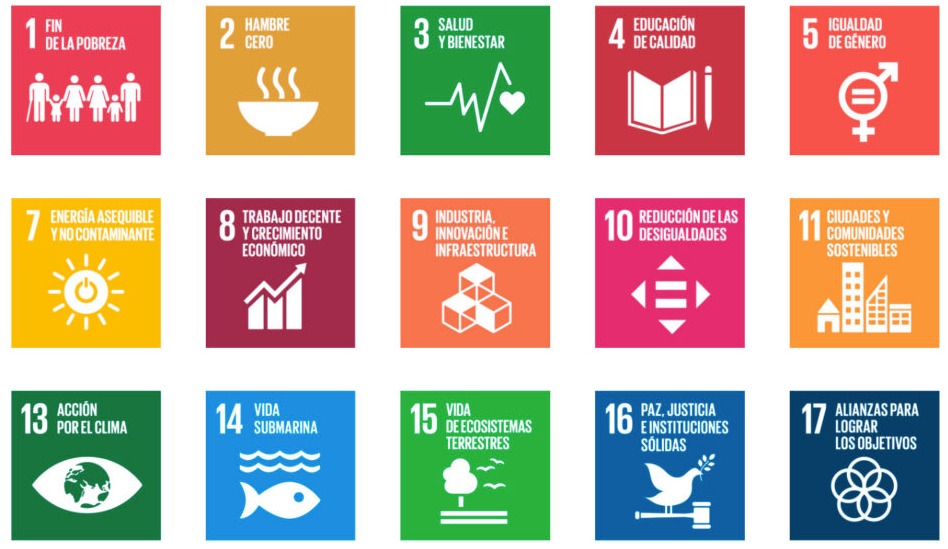 1 FIN
DE LA POBREZA
2 HAMBRE
CERO
3 SALUD
Y BIENESTAR
4 EDUCACIÓN
DE CALIDAD
5 IGUALDAD
DE GÉNERO
7 ENERGÍA ASEQUIBLE
Y NO CONTAMINANTE
8 TRABAJO DECENTE
Y CRECIMIENTO
ECONÓMICO
9 INDUSTRIA,
INNOVACIÓN E
INFRAESTRUCTURA
10 REDUCCIÓN DE LAS
DESIGUALDADES
11 CIUDADES Y
COMUNIDADES
SOSTENIBLES
13 ACCIÓN
POR EL CLIMA
14 VIDA
SUBMARINA
15 VIDA
DE ECOSISTEMAS
TERRESTRES
16 PAZ, JUSTICIA
E INSTITUCIONES
SÓLIDAS
17 ALIANZAS PARA
LOGRAR
LOS OBJETIVOS